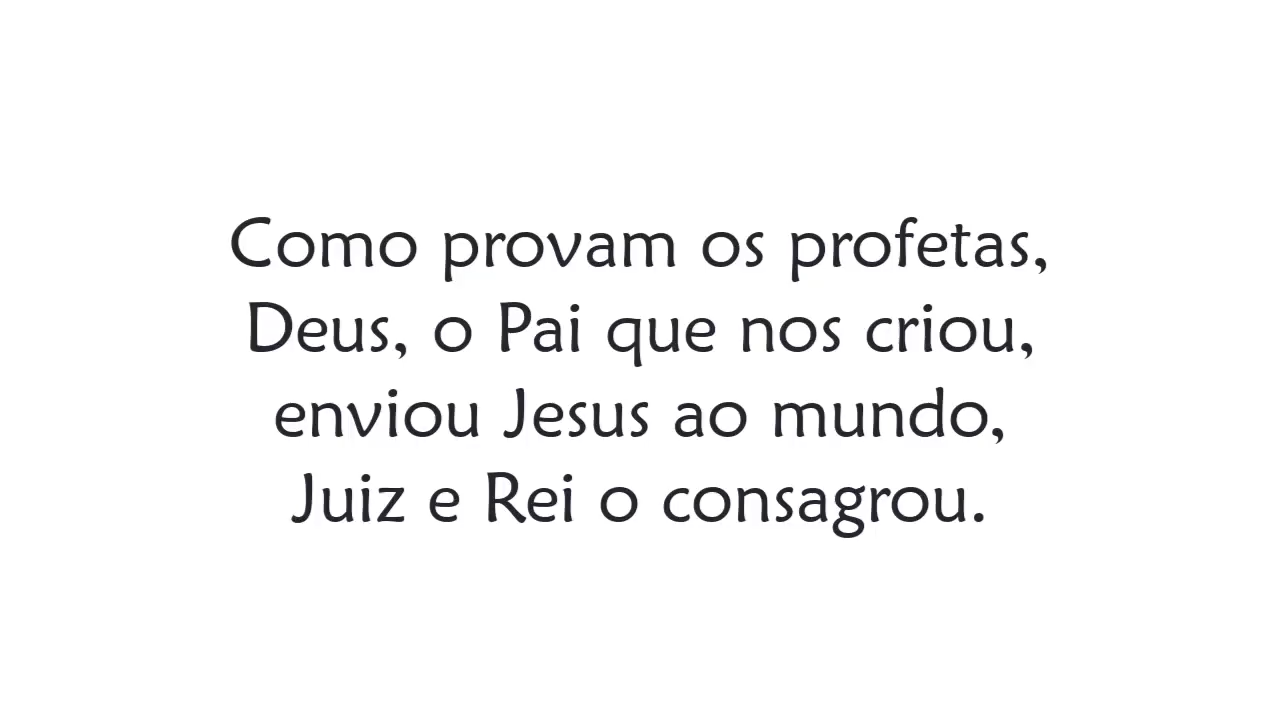 Como provam os profetas,
Deus, o Pai que nos criou,
enviou Jesus ao mundo,
Juiz e Rei o consagrou.